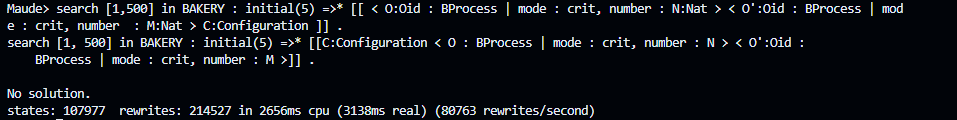 Maude> search [1,500] in BAKERY : initial(5) =>* [[ < O:Oid : BProcess | mode : crit, number : N:Nat > < O':Oid : BProcess | mod
e : crit, number  : M:Nat > C:Configuration ]] .
search [1, 500] in BAKERY : initial(5) =>* [[C:Configuration < O : BProcess | mode : crit, number : N > < O':Oid :
    BProcess | mode : crit, number : M >]] .

No solution.
states: 107977  rewrites: 214527 in 2656ms cpu (3138ms real) (80763 rewrites/second)